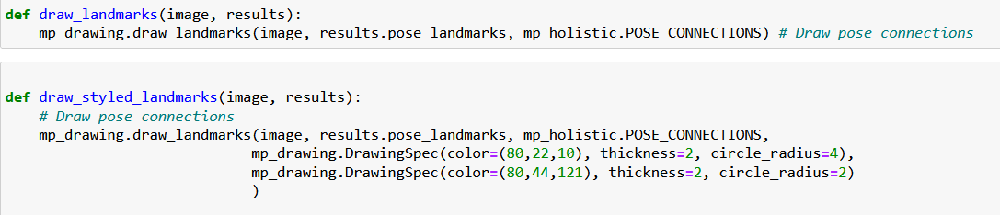 def draw_landmarks(image, results):
    mp_drawing.draw_landmarks(image, results.pose_landmarks, mp_holistic.POSE_CONNECTIONS) # Draw pose connections
def draw_styled_landmarks(image, results):
    # Draw pose connections
    mp_drawing.draw_landmarks(image, results.pose_landmarks, mp_holistic.POSE_CONNECTIONS,
                             mp_drawing.DrawingSpec(color=(80,22,10), thickness=2, circle_radius=4),
                             mp_drawing.DrawingSpec(color=(80,44,121), thickness=2, circle_radius=2)
                             )